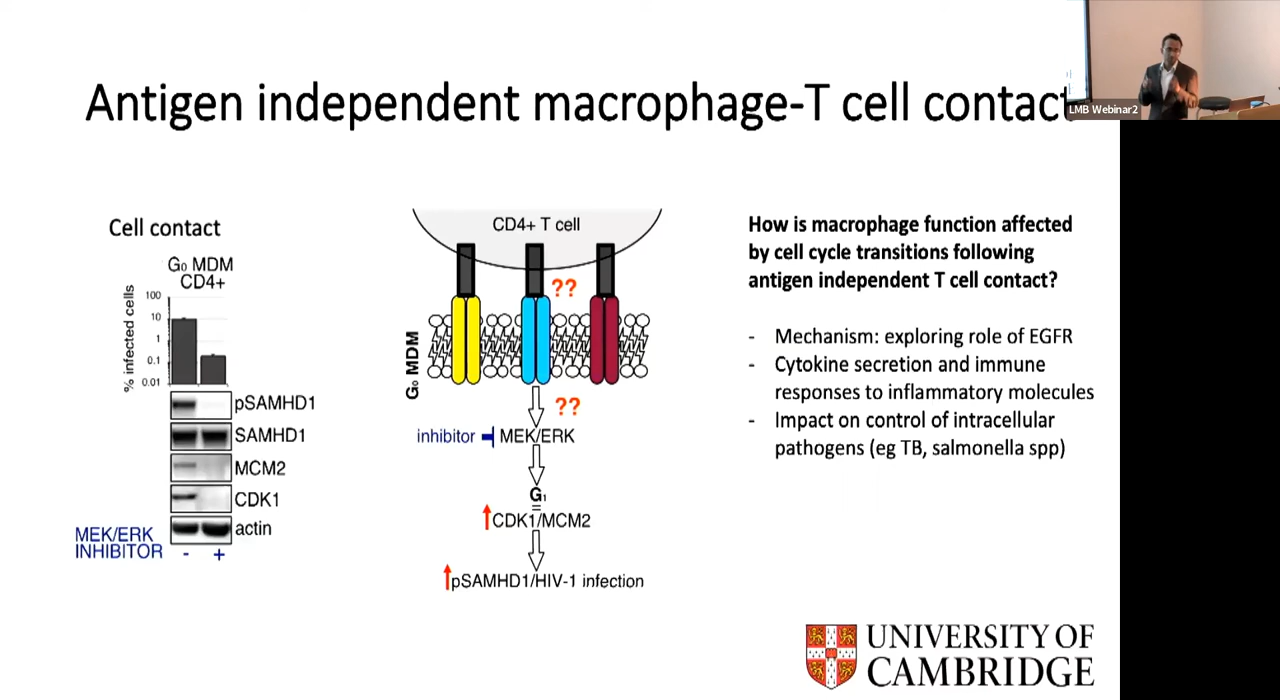 Antigen independent macrophage-T cell contact
LMB Webinar2
Cell contact
G₀ MDM
CD4+
% infected cells
100
10
1
0.1
0.01
pSAMHD1
SAMHD1
MCM2
CDK1
actin
MEK/ERK
INHIBITOR - +
CD4+ T cell
??
G₀ MDM
??
inhibitor MEK/ERK
G₁
CDK1/MCM2
pSAMHD1/HIV-1 infection
How is macrophage function affected
by cell cycle transitions following
antigen independent T cell contact?
- Mechanism: exploring role of EGFR
- Cytokine secretion and immune
responses to inflammatory molecules
- Impact on control of intracellular
pathogens (eg TB, salmonella spp)
UNIVERSITY OF
CAMBRIDGE